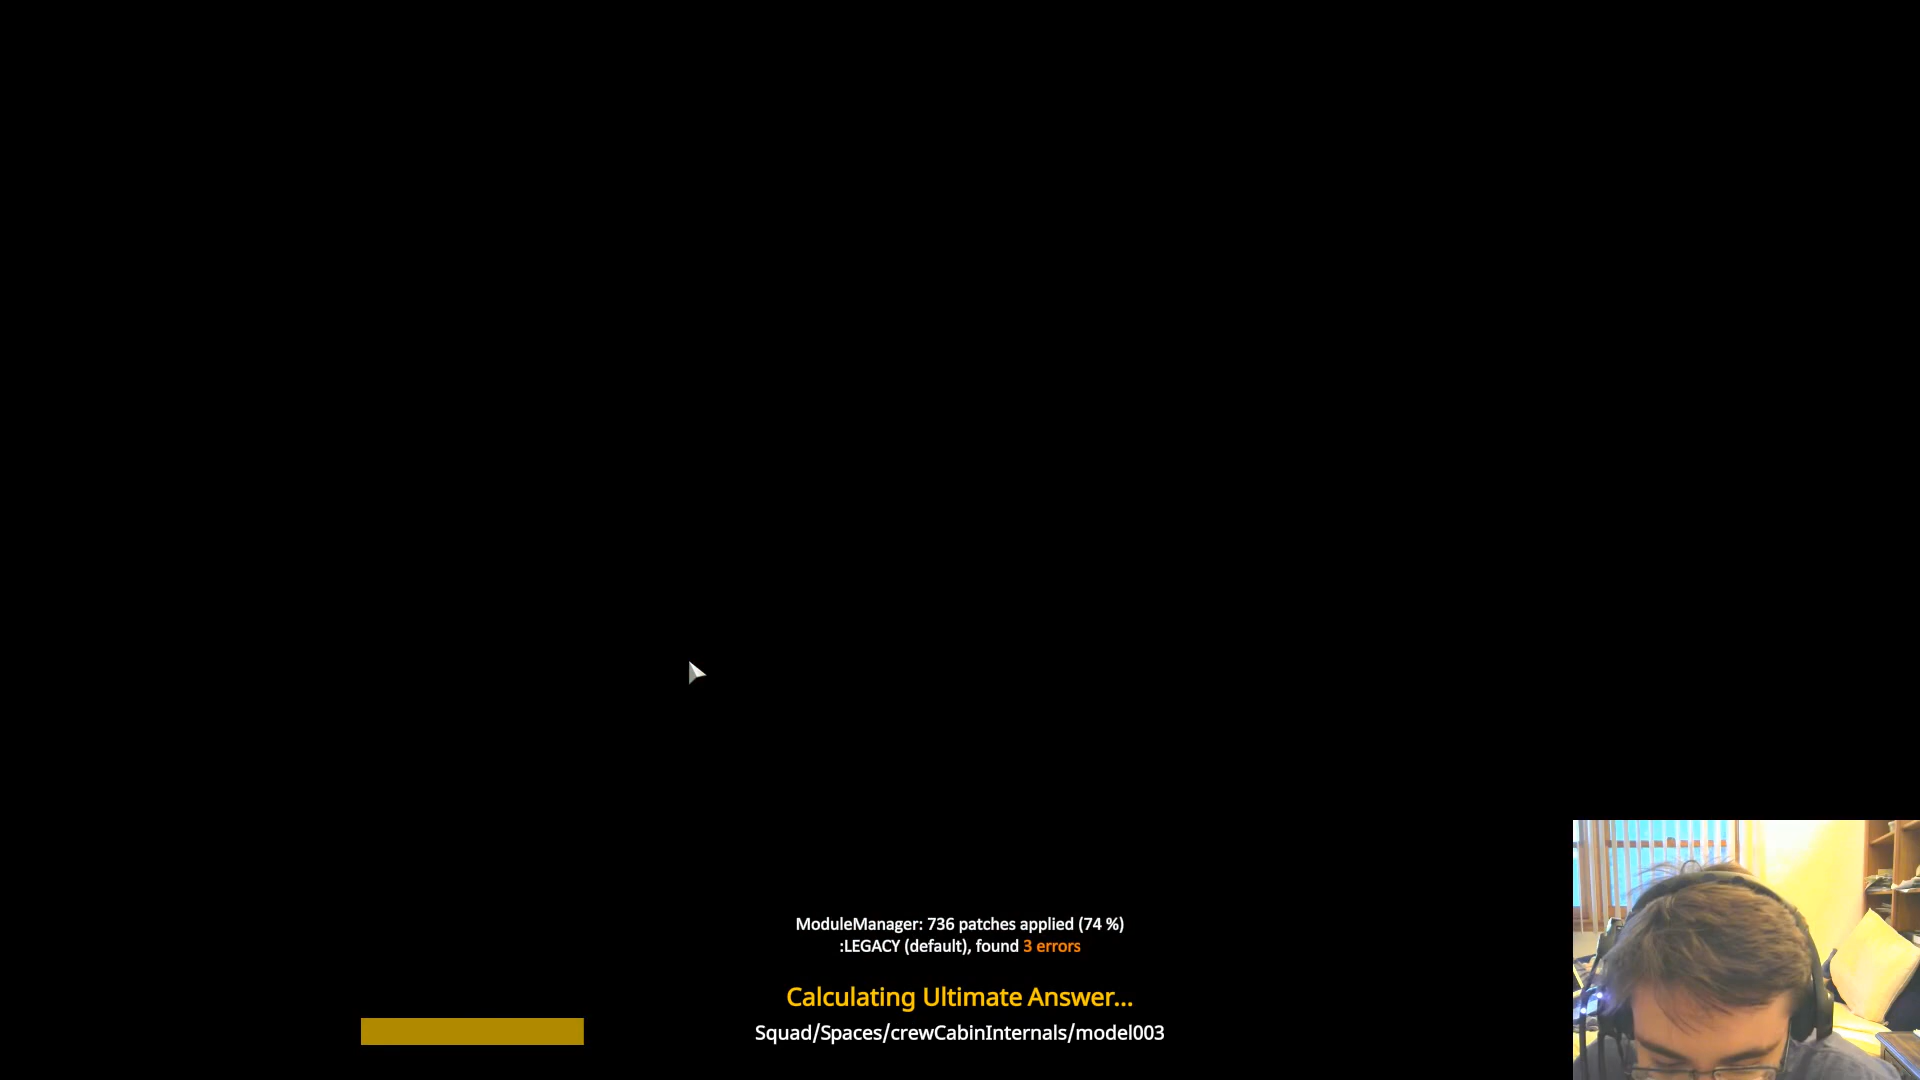 ModuleManager: 736 patches applied (74 %)
:LEGACY (default), found 3 errors
Calculating Ultimate Answer...
Squad/Spaces/crewCabinInternals/model003